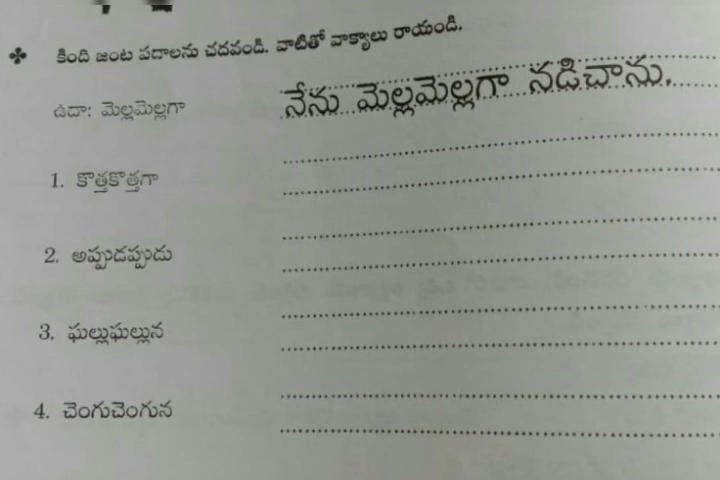 ❖ కింది జంట పదాలను చదవండి. వాటితో వాక్యాలు రాయండి.
ఉదా: మెల్లమెల్లగా నేను మెల్లమెల్లగా నడిచాను.
1. కొత్తకొత్తగా
2. అప్పుడప్పుడు
3. ఘల్లుఘల్లున
4. చెంగుచెంగున